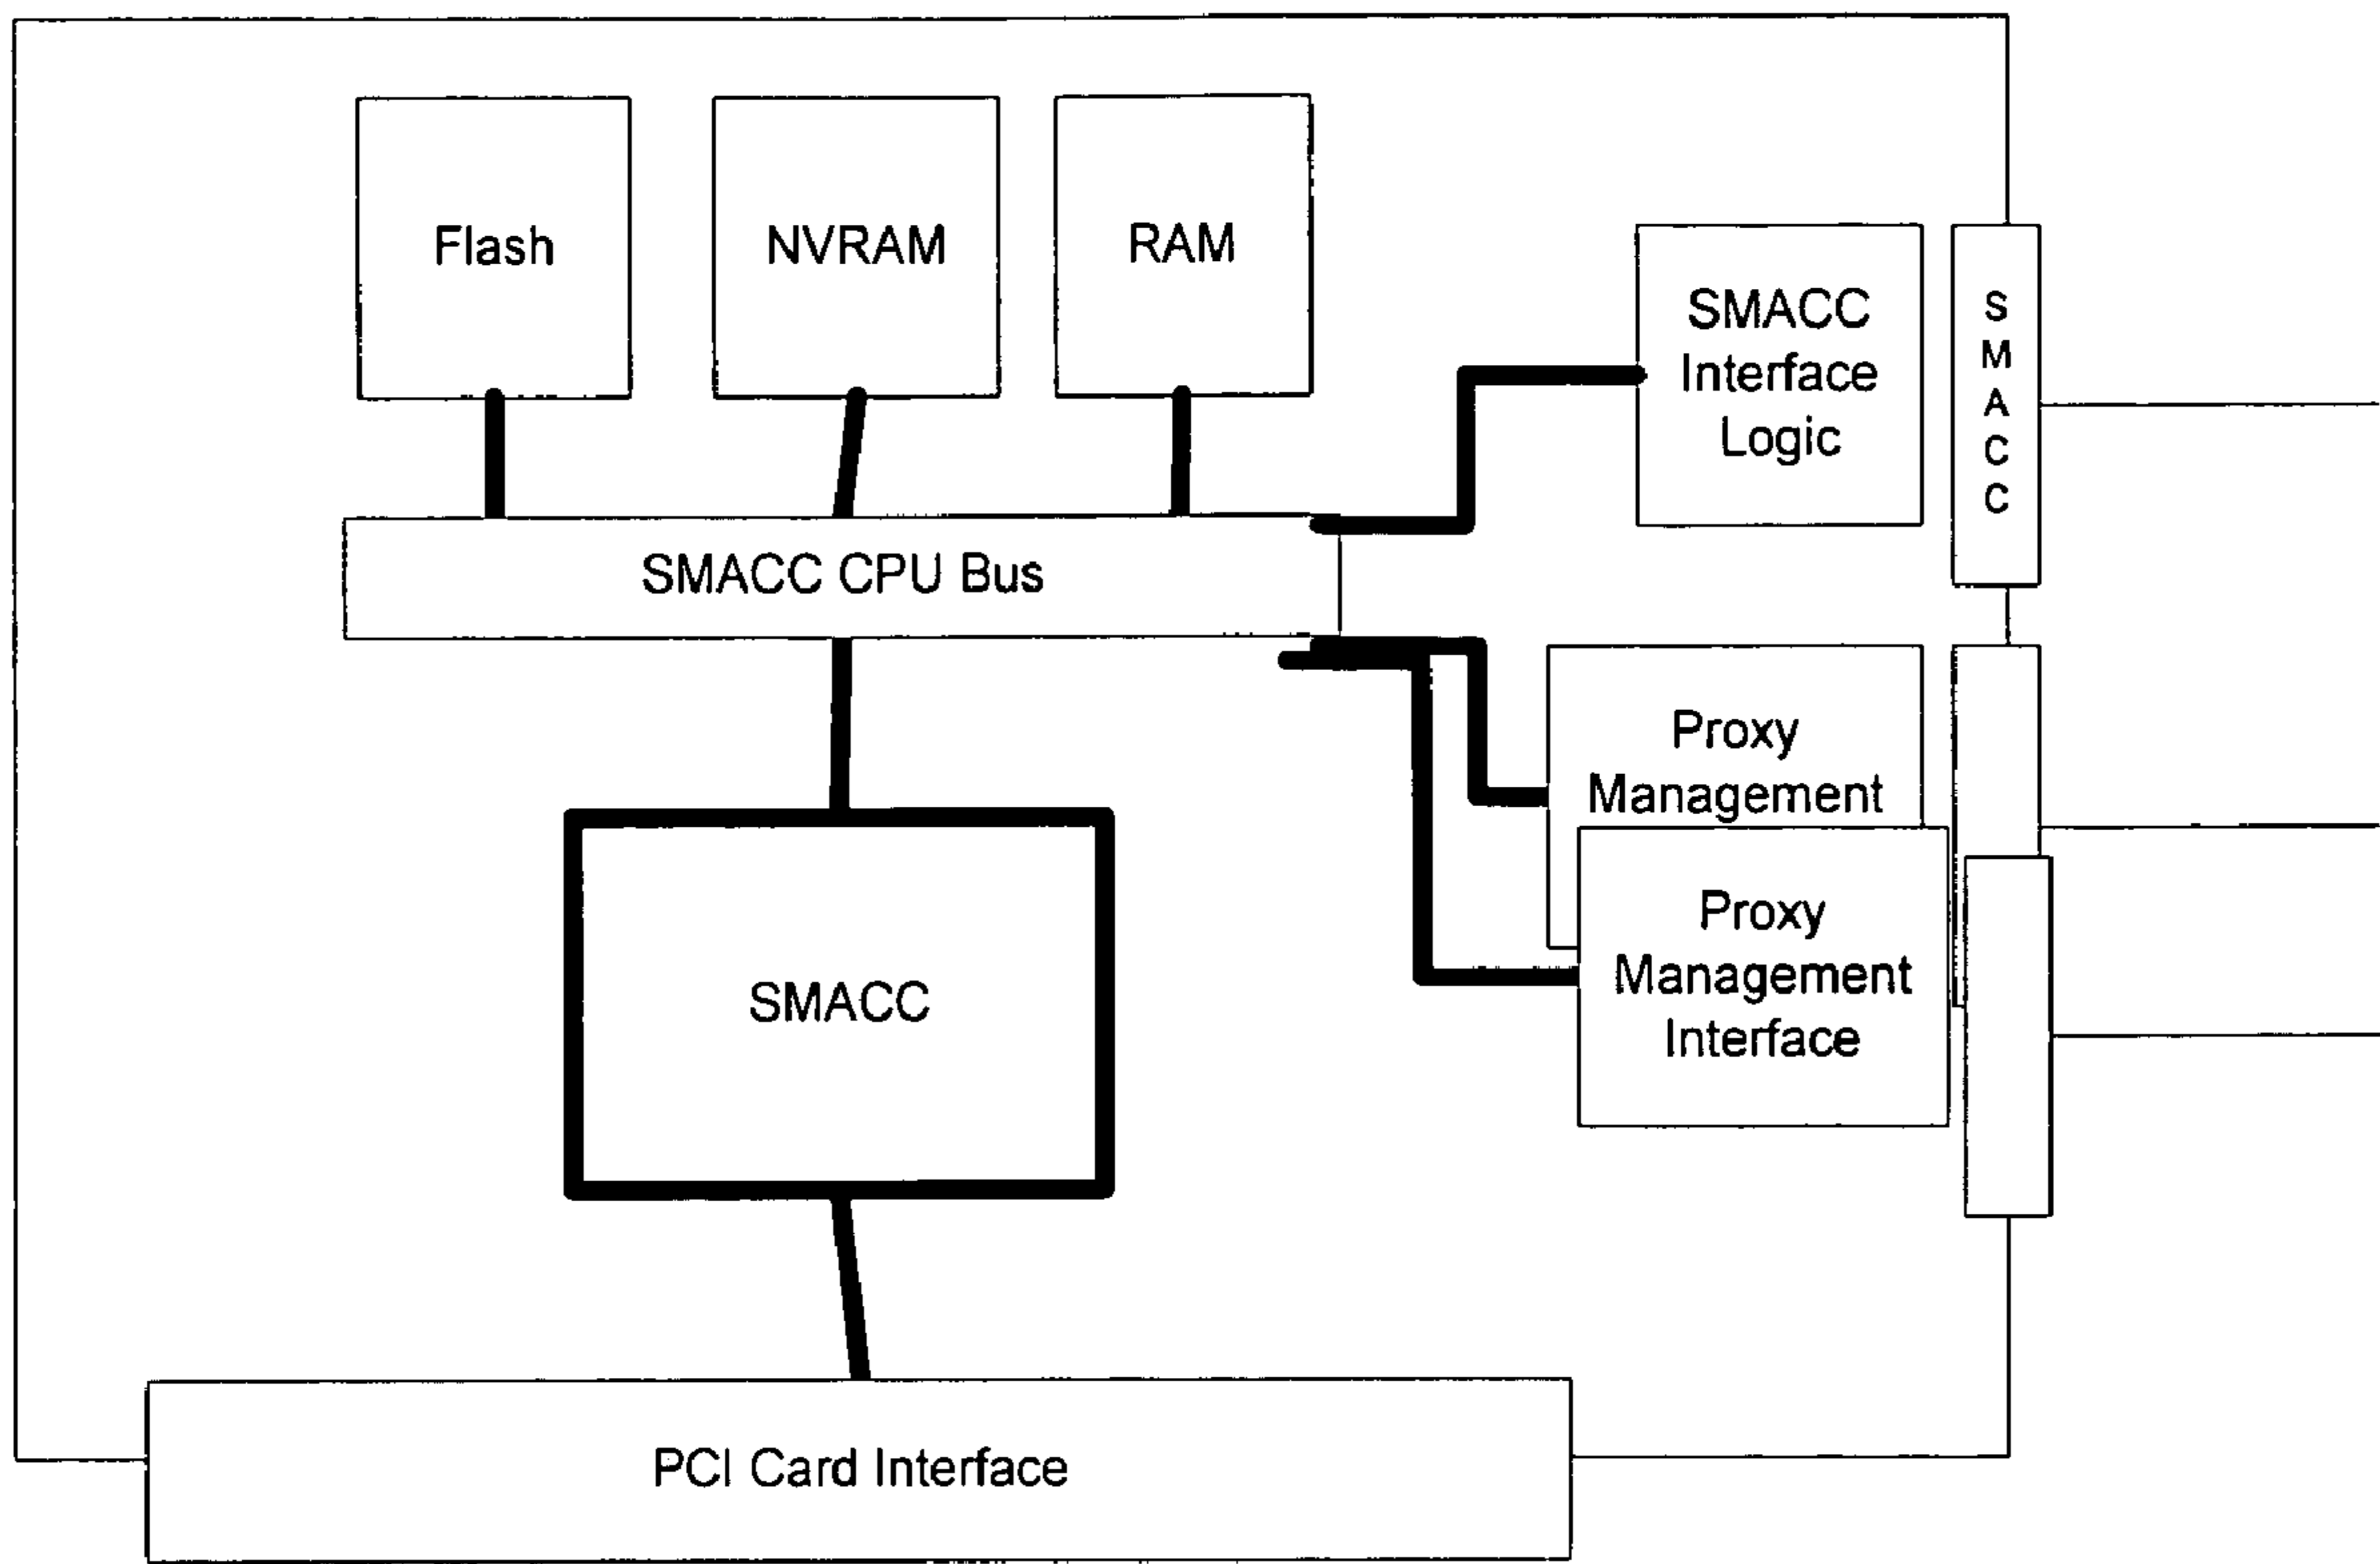 Flash
NVRAM
RAM
SMACC
Interface
Logic
S
M
A
C
C
SMACC CPU Bus
Proxy
Management
Proxy
Management
Interface
SMACC
PCI Card Interface